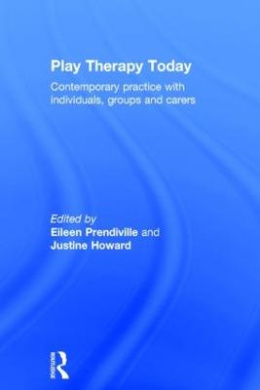 Play Therapy Today
Contemporary practice with
individuals, groups and carers
Edited by
Eileen Prendiville and
Justine Howard
ROUTLEDGE